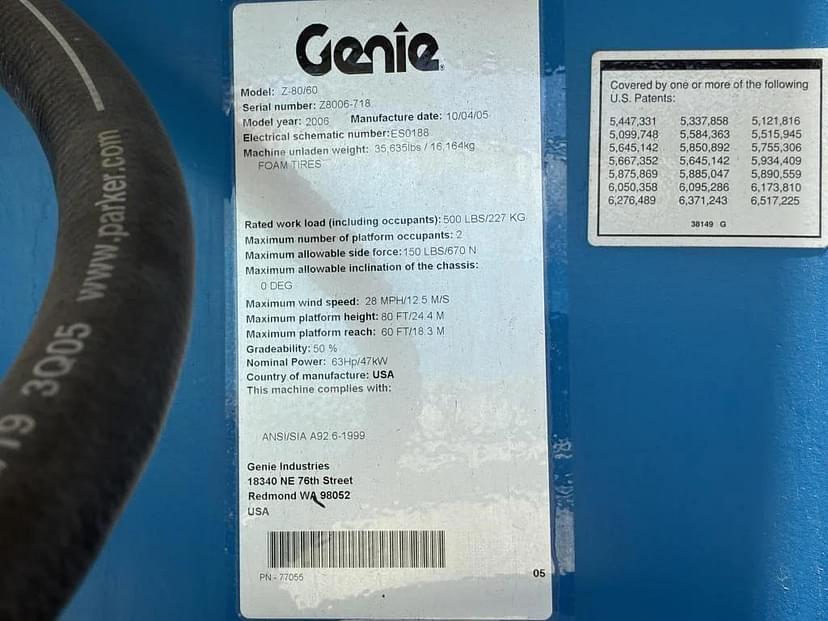 Genie
Model: Z-80/60
Serial number: Z8006-718
Model year: 2006 Manufacture date: 10/04/05
Electrical schematic number:ES0188
Machine unladen weight: 35,635lbs / 16,164kg
FOAM TIRES
Rated work load (including occupants): 500 LBS/227 KG
Maximum number of platform occupants: 2
Maximum allowable side force: 150 LBS/670 N
Maximum allowable inclination of the chassis:
0 DEG
Maximum wind speed: 28 MPH/12.5 M/S
Maximum platform height: 80 FT/24.4 M
Maximum platform reach: 60 FT/18.3 M
Gradeability: 50 %
Nominal Power: 63Hp/47kW
Country of manufacture: USA
This machine complies with:
ANSI/SIA A92.6-1999
Genie Industries
18340 NE 76th Street
Redmond WA 98052
USA
PN - 77055
05
Covered by one or more of the following
U.S. Patents:
5,447,331 5,337,858 5,121,816
5,099,748 5,584,363 5,515,945
5,645,142 5,850,892 5,755,306
5,667,352 5,645,142 5,934,409
5,875,869 5,885,047 5,890,559
6,050,358 6,095,286 6,173,810
6,276,489 6,371,243 6,517,225
38149 G
19 3Q05 www.parker.com